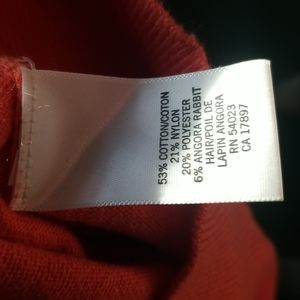 53% COTTON/COTON
21% NYLON
20% POLYESTER
6% ANGORA RABBIT
HAIR/POIL DE
LAPIN ANGORA
RN 54023
CA 17897